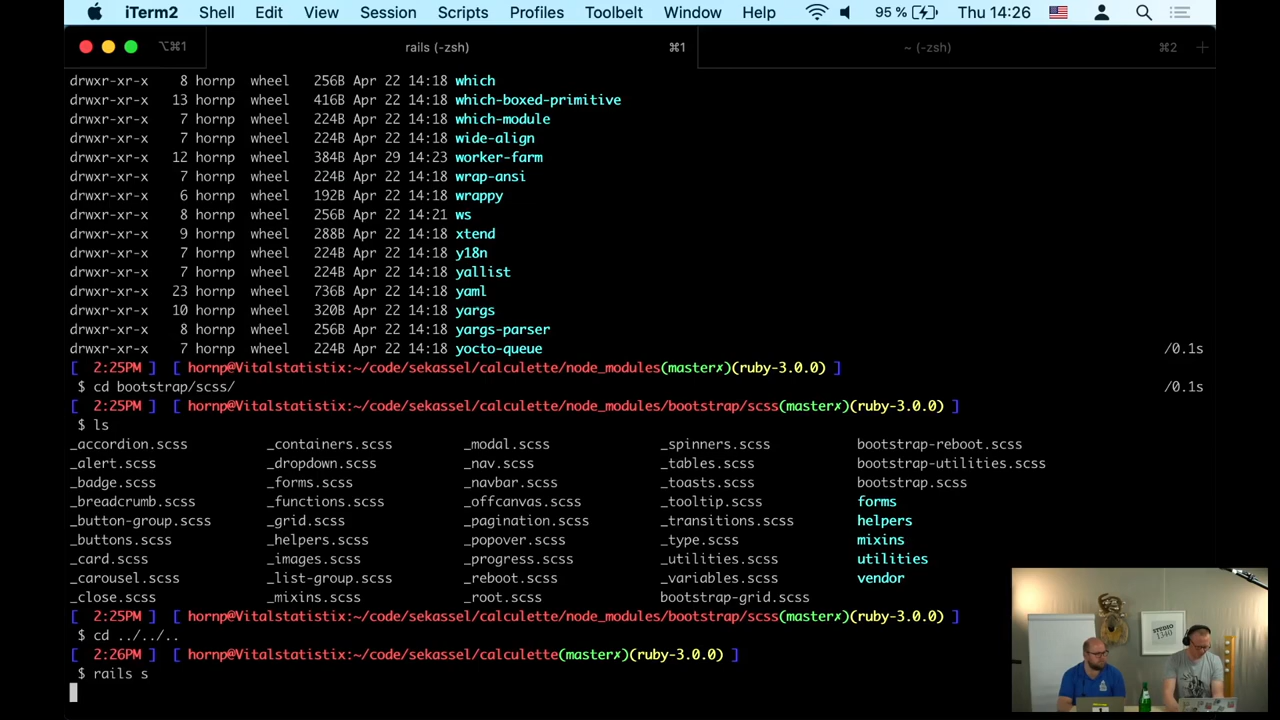 iTerm2 Shell Edit View Session Scripts Profiles Toolbelt Window Help 95 % Thu 14:26
⌥⌘1 rails (-zsh) ⌘1 ~ (-zsh) ⌘2 +
drwxr-xr-x 8 hornp wheel 256B Apr 22 14:18 which
drwxr-xr-x 13 hornp wheel 416B Apr 22 14:18 which-boxed-primitive
drwxr-xr-x 7 hornp wheel 224B Apr 22 14:18 which-module
drwxr-xr-x 7 hornp wheel 224B Apr 22 14:18 wide-align
drwxr-xr-x 12 hornp wheel 384B Apr 29 14:23 worker-farm
drwxr-xr-x 7 hornp wheel 224B Apr 22 14:18 wrap-ansi
drwxr-xr-x 6 hornp wheel 192B Apr 22 14:18 wrappy
drwxr-xr-x 8 hornp wheel 256B Apr 22 14:21 ws
drwxr-xr-x 9 hornp wheel 288B Apr 22 14:18 xtend
drwxr-xr-x 7 hornp wheel 224B Apr 22 14:18 y18n
drwxr-xr-x 7 hornp wheel 224B Apr 22 14:18 yallist
drwxr-xr-x 23 hornp wheel 736B Apr 22 14:18 yaml
drwxr-xr-x 10 hornp wheel 320B Apr 22 14:18 yargs
drwxr-xr-x 8 hornp wheel 256B Apr 22 14:18 yargs-parser
drwxr-xr-x 7 hornp wheel 224B Apr 22 14:18 yocto-queue /0.1s
[ 2:25PM ] [ hornp@Vitalstatistix:~/code/sekassel/calculette/node_modules(master✗)(ruby-3.0.0) ]
$ cd bootstrap/scss/ /0.1s
[ 2:25PM ] [ hornp@Vitalstatistix:~/code/sekassel/calculette/node_modules/bootstrap/scss(master✗)(ruby-3.0.0) ]
$ ls
_accordion.scss _containers.scss _modal.scss _spinners.scss bootstrap-reboot.scss
_alert.scss _dropdown.scss _nav.scss _tables.scss bootstrap-utilities.scss
_badge.scss _forms.scss _navbar.scss _toasts.scss bootstrap.scss
_breadcrumb.scss _functions.scss _offcanvas.scss _tooltip.scss forms
_button-group.scss _grid.scss _pagination.scss _transitions.scss helpers
_buttons.scss _helpers.scss _popover.scss _type.scss mixins
_card.scss _images.scss _progress.scss _utilities.scss utilities
_carousel.scss _list-group.scss _reboot.scss _variables.scss vendor
_close.scss _mixins.scss _root.scss bootstrap-grid.scss
[ 2:25PM ] [ hornp@Vitalstatistix:~/code/sekassel/calculette/node_modules/bootstrap/scss(master✗)(ruby-3.0.0) ]
$ cd ../../..
[ 2:26PM ] [ hornp@Vitalstatistix:~/code/sekassel/calculette(master✗)(ruby-3.0.0) ]
$ rails s
STUDIO
1340